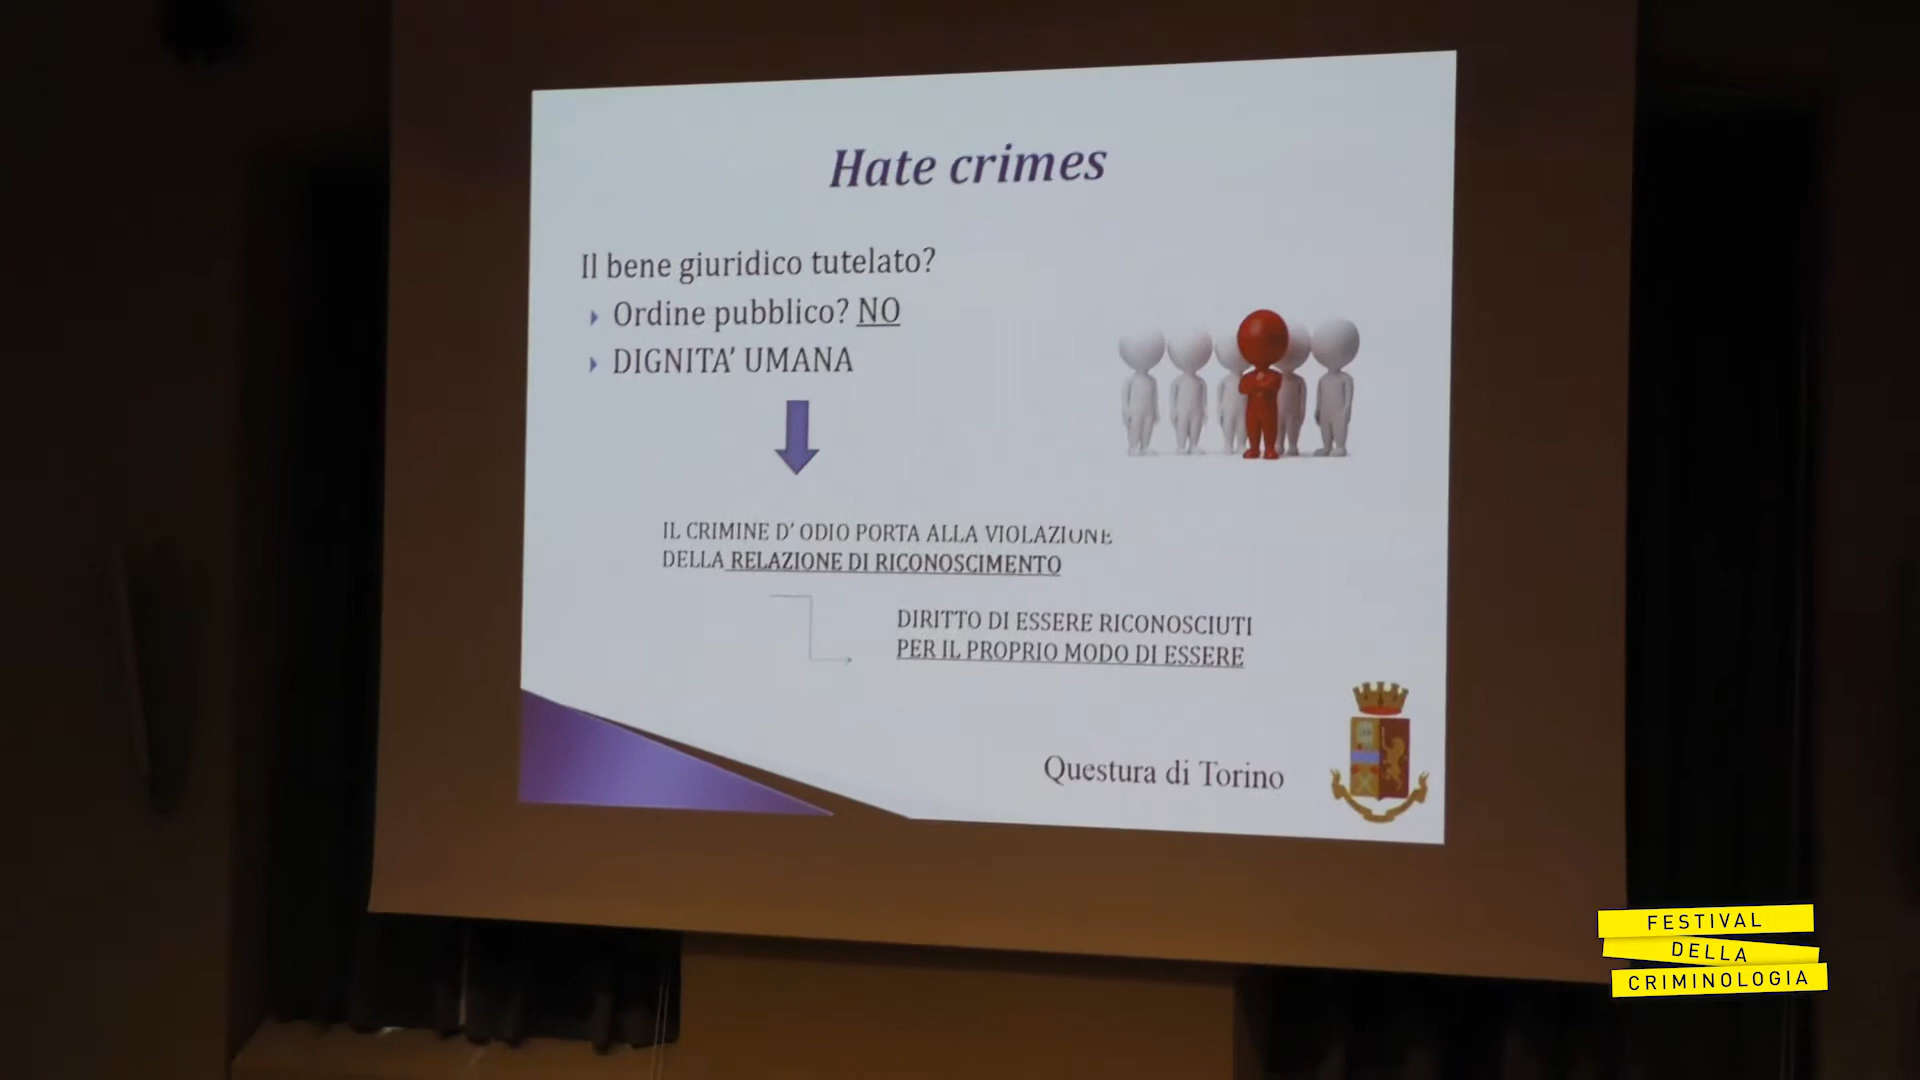 Hate crimes
Il bene giuridico tutelato?
Ordine pubblico? NO
DIGNITA' UMANA
IL CRIMINE D' ODIO PORTA ALLA VIOLAZIONE
DELLA RELAZIONE DI RICONOSCIMENTO
DIRITTO DI ESSERE RICONOSCIUTI
PER IL PROPRIO MODO DI ESSERE
Questura di Torino
FESTIVAL
DELLA
CRIMINOLOGIA